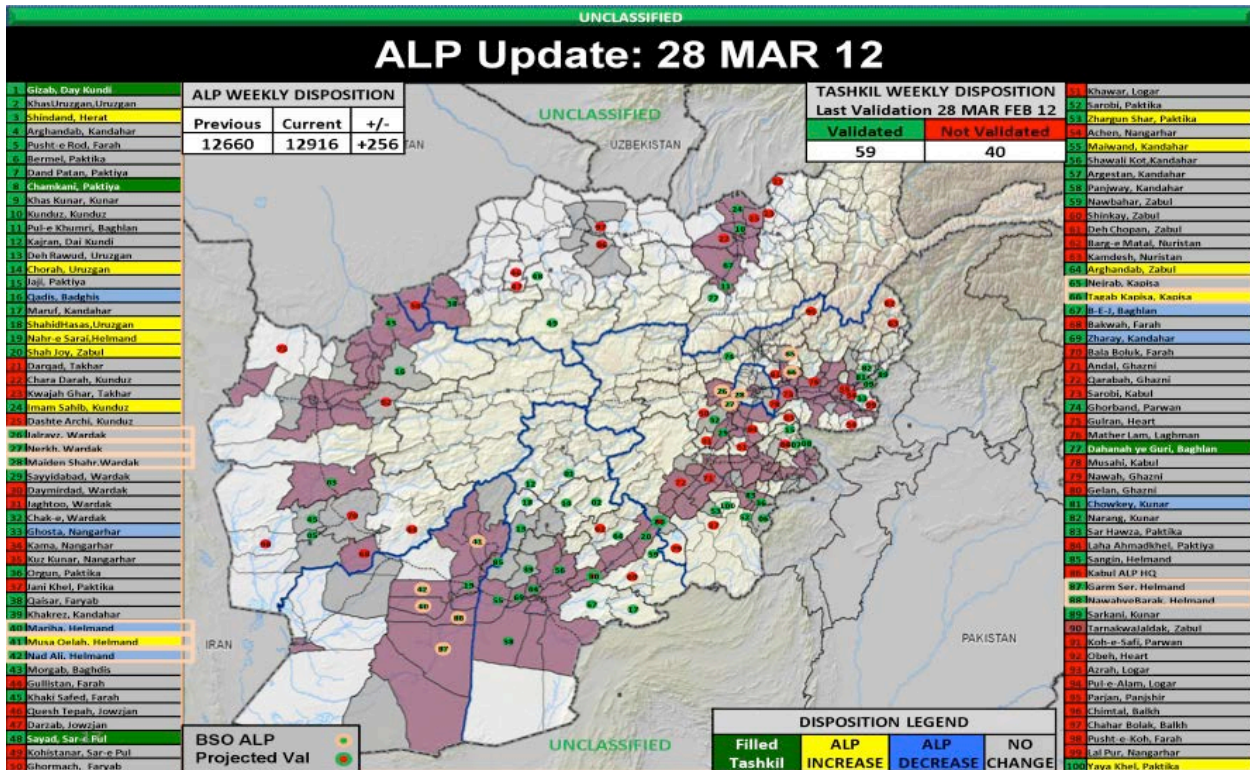 UNCLASSIFIED
ALP Update: 28 MAR 12
1 Gizab, Day Kundi
2 KhasUruzgan,Uruzgan
3 Shindand, Herat
4 Arghandab, Kandahar
5 Pusht-e Rod, Farah
6 Bermel, Paktika
7 Dand Patan, Paktiya
8 Chamkani, Paktiya
9 Khas Kunar, Kunar
10 Kunduz, Kunduz
11 Pul-e Khumri, Baghlan
12 Kajran, Dai Kundi
13 Deh Rawud, Uruzgan
14 Chorah, Uruzgan
15 Jaji, Paktiya
16 Qadis, Badghis
17 Maruf, Kandahar
18 ShahidHasas,Uruzgan
19 Nahr-e Sarai,Helmand
20 Shah Joy, Zabul
21 Darqad, Takhar
22 Chara Darah, Kunduz
23 Kwajah Ghar, Takhar
24 Imam Sahib, Kunduz
25 Dashte Archi, Kunduz
26 Jalrayz, Wardak
27 Nerkh, Wardak
28 Maiden Shahr,Wardak
29 Sayyidabad, Wardak
30 Daymirdad, Wardak
31 Jaghtoo, Wardak
32 Chak-e, Wardak
33 Ghosta, Nangarhar
34 Kama, Nangarhar
35 Kuz Kunar, Nangarhar
36 Orgun, Paktika
37 Jani Khel, Paktika
38 Qaisar, Faryab
39 Khakrez, Kandahar
40 Marjha, Helmand
41 Musa Qelah, Helmand
42 Nad Ali, Helmand
43 Morgab, Baghdis
44 Gullistan, Farah
45 Khaki Safed, Farah
46 Quesh Tepah, Jowzjan
47 Darzab, Jowzjan
48 Sayad, Sar-e Pul
49 Kohistanar, Sar-e Pul
50 Ghormach, Faryab
ALP WEEKLY DISPOSITION
Previous Current +/-
12660 12916 +256
UNCLASSIFIED
UZBEKISTAN
TASHKIL WEEKLY DISPOSITION
Last Validation 28 MAR FEB 12
Validated Not Validated
59 40
IRAN
PAKISTAN
BSO ALP
Projected Val
UNCLASSIFIED
DISPOSITION LEGEND
Filled Tashkil
ALP INCREASE
ALP DECREASE
NO CHANGE
51 Khawar, Logar
52 Sarobi, Paktika
53 Zhargun Shar, Paktika
54 Achen, Nangarhar
55 Maiwand, Kandahar
56 Shawali Kot,Kandahar
57 Argestan, Kandahar
58 Panjway, Kandahar
59 Nawbahar, Zabul
60 Shinkay, Zabul
61 Deh Chopan, Zabul
62 Barg-e Matal, Nuristan
63 Kamdesh, Nuristan
64 Arghandab, Zabul
65 Nejrab, Kapisa
66 Tagab Kapisa, Kapisa
67 B-E-J, Baghlan
68 Bakwah, Farah
69 Zharay, Kandahar
70 Bala Boluk, Farah
71 Andal, Ghazni
72 Qarabah, Ghazni
73 Sarobi, Kabul
74 Ghorband, Parwan
75 Gulran, Heart
76 Mather Lam, Laghman
77 Dahanah ye Guri, Baghlan
78 Musahi, Kabul
79 Nawah, Ghazni
80 Gelan, Ghazni
81 Chowkey, Kunar
82 Narang, Kunar
83 Sar Hawza, Paktika
84 Laha Ahmadkhel, Paktiya
85 Sangin, Helmand
86 Kabul ALP HQ
87 Garm Ser, Helmand
88 NawahyeBarak, Helmand
89 Sarkani, Kunar
90 TarnakwaJaldak, Zabul
91 Koh-e-Safi, Parwan
92 Obeh, Heart
93 Azrah, Logar
94 Pul-e-Alam, Logar
95 Parjan, Panjshir
96 Chimtal, Balkh
97 Chahar Bolak, Balkh
98 Pusht-e-Koh, Farah
99 Lal Pur, Nangarhar
100 Yaya Khel, Paktika